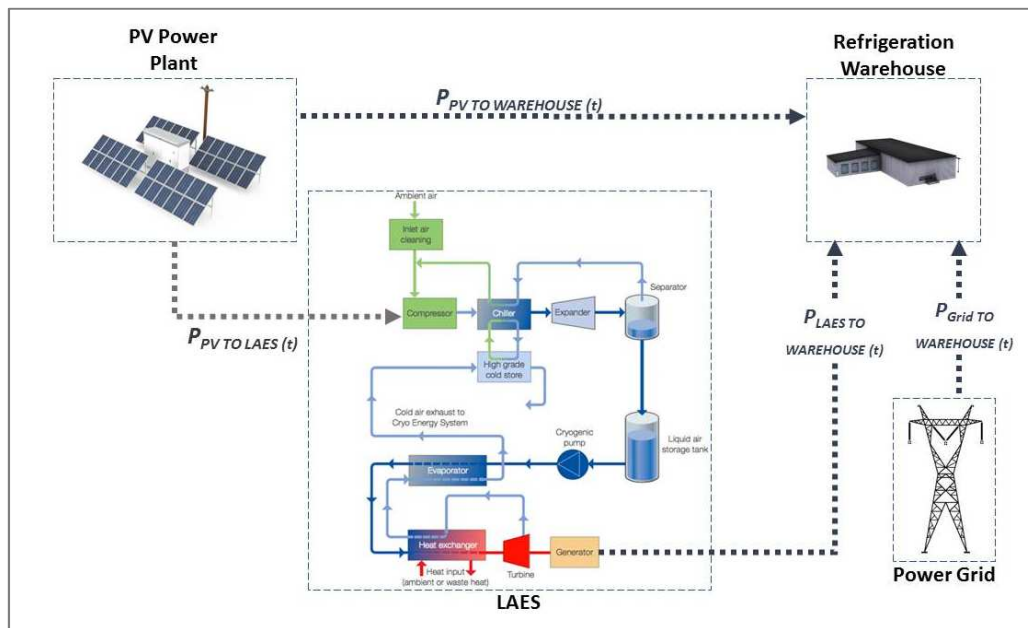 PV Power
Plant
Refrigeration
Warehouse
P PV TO WAREHOUSE (t)
Ambient air
Inlet air
cleaning
Compressor
Chiller
Expander
Separator
P PV TO LAES (t)
High grade
cold store
P LAES TO
WAREHOUSE (t)
P Grid TO
WAREHOUSE (t)
Cold air exhaust to
Cryo Energy System
Cryogenic
pump
Liquid air
storage tank
Evaporator
Heat exchanger
Turbine
Generator
Heat input
(ambient or waste heat)
LAES
Power Grid